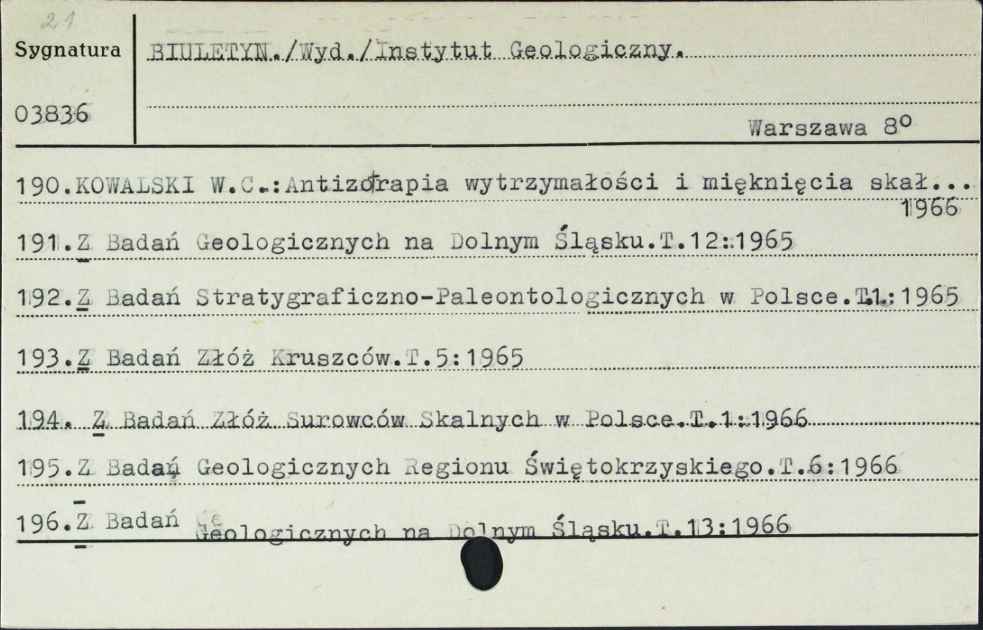 21
Sygnatura
BIULETYN./Wyd./Instytut Geologiczny.
03836
Warszawa 8º
190.KOWALSKI W.C.:Antizotrapia wytrzymałości i mięknięcia skał...
1966
191.Z Badań Geologicznych na Dolnym Śląsku.T.12:1965
192.Z Badań Stratygraficzno-Paleontologicznych w Polsce.T.1.:1965
193.Z Badań Złóż Kruszców.T.5:1965
194. Z Badań Złóż Surowców Skalnych w Polsce.T.1:1966
195.Z Badań Geologicznych Regionu Świętokrzyskiego.T.6:1966
196.Z Badań Ge
Geologicznych na Dolnym Śląsku.T.13:1966